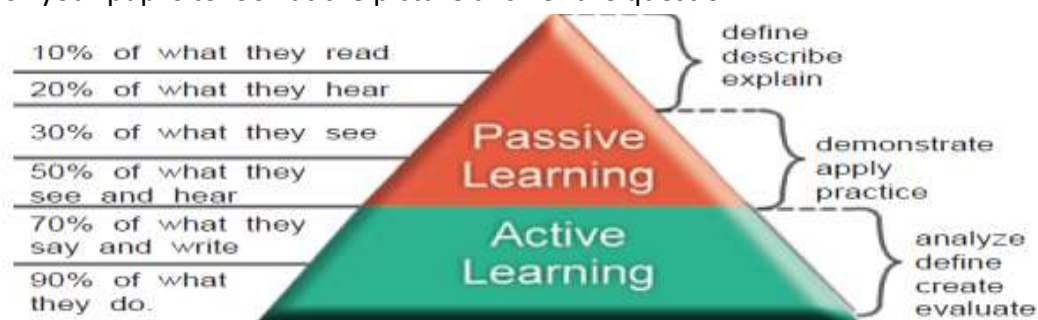 10% of what they read
20% of what they hear
30% of what they see
50% of what they
see and hear
70% of what they
say and write
90% of what
they do.
Passive
Learning
Active
Learning
define
describe
explain
demonstrate
apply
practice
analyze
define
create
evaluate